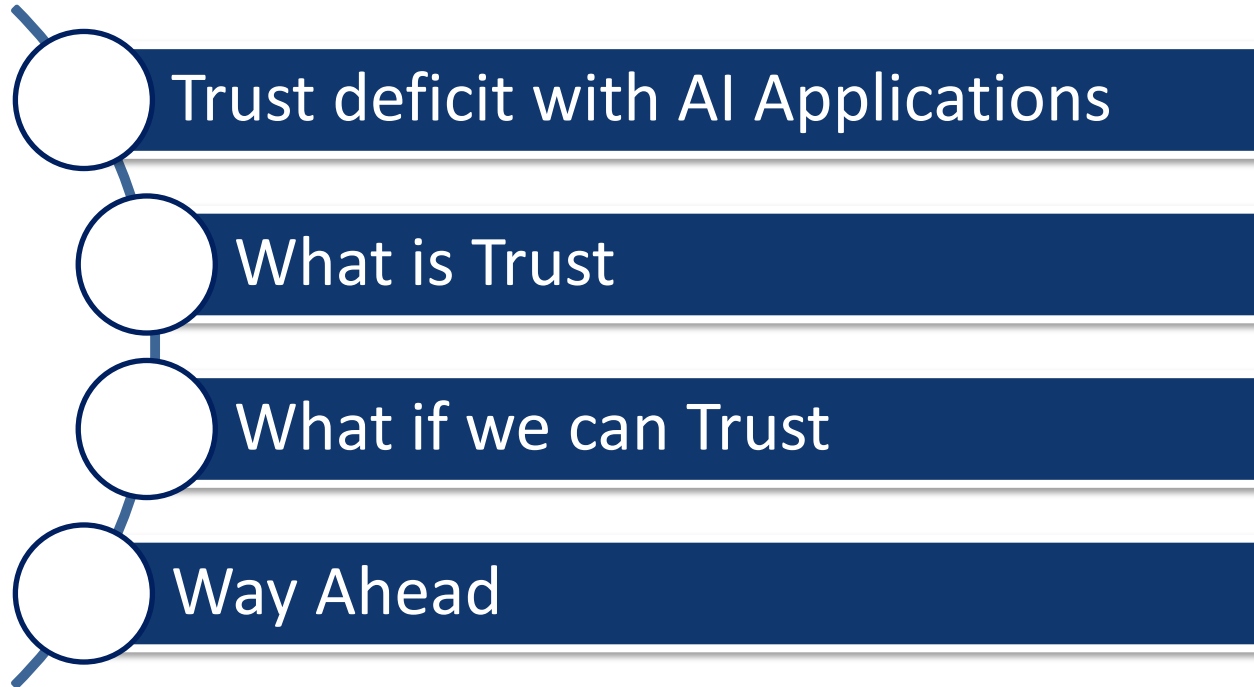 Trust deficit with AI Applications
What is Trust
What if we can Trust
Way Ahead